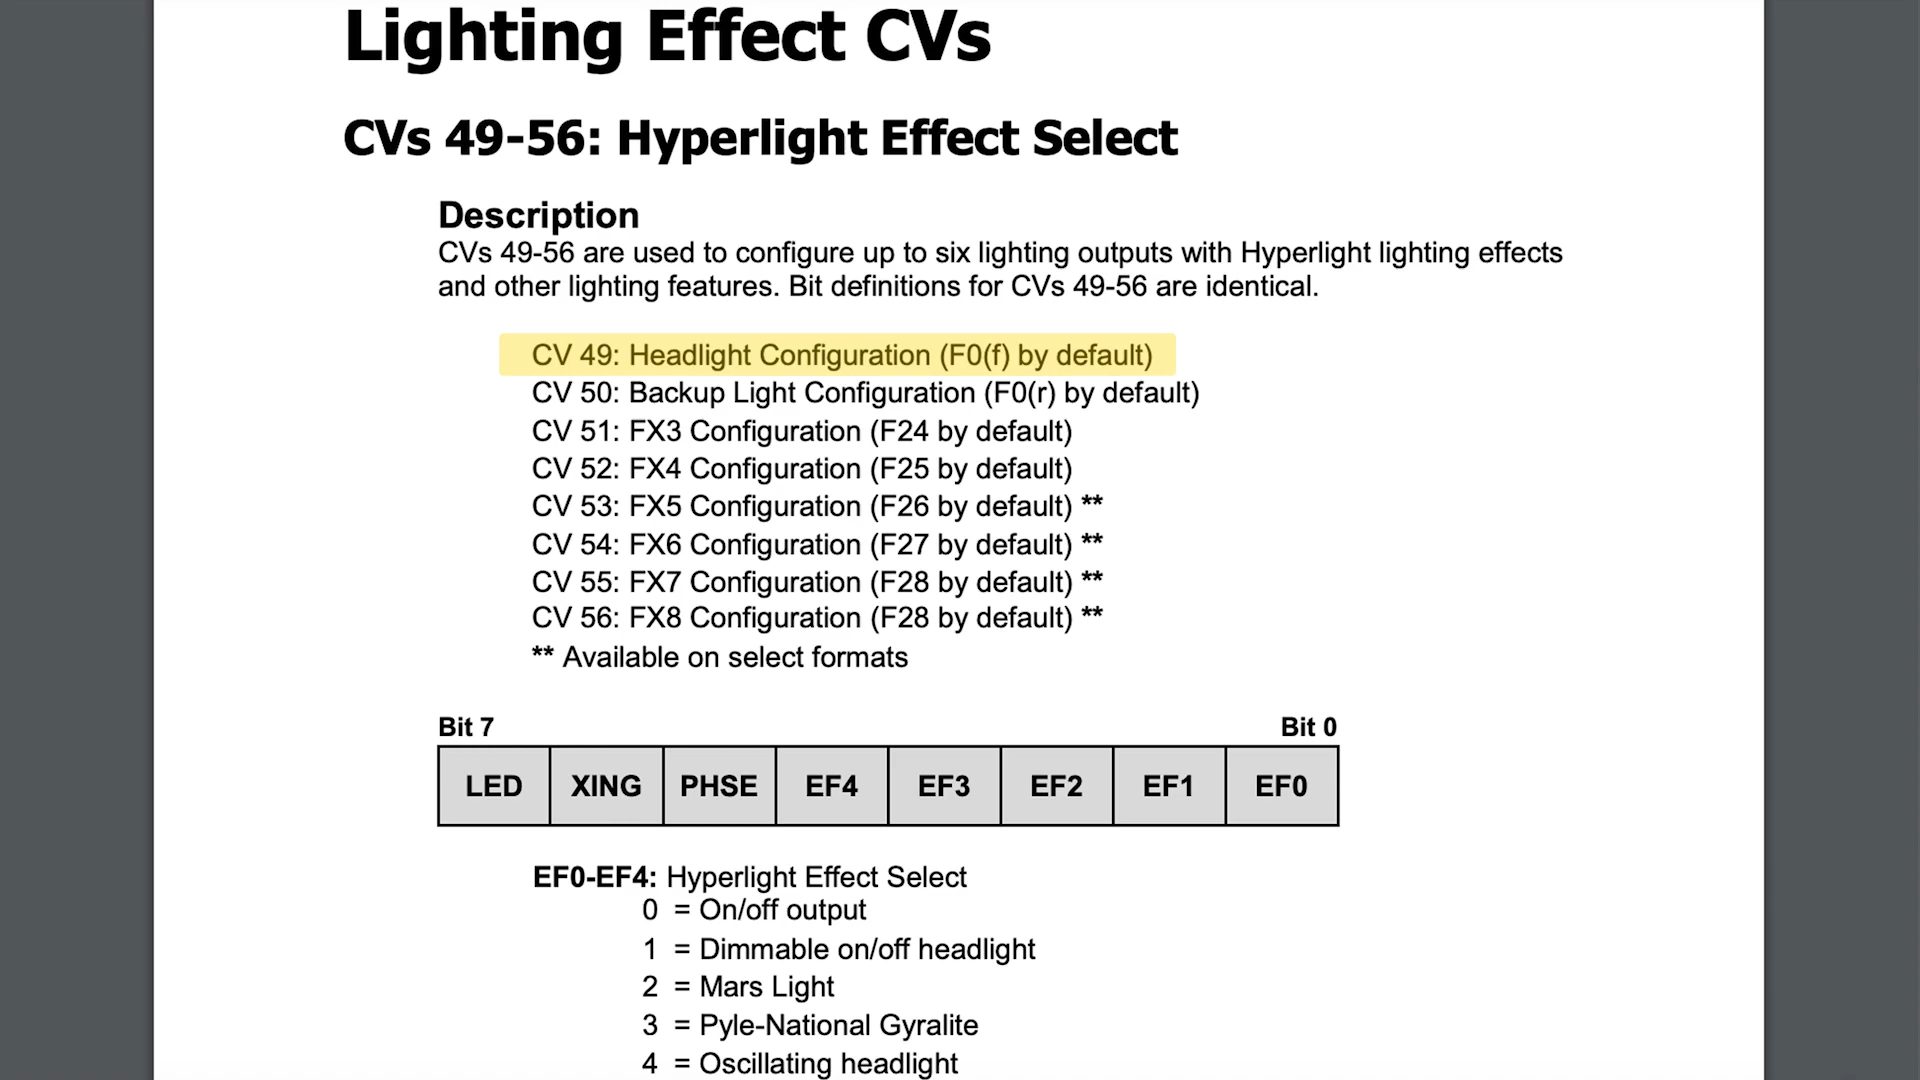 Lighting Effect CVs
CVs 49-56: Hyperlight Effect Select
Description
CVs 49-56 are used to configure up to six lighting outputs with Hyperlight lighting effects
and other lighting features. Bit definitions for CVs 49-56 are identical.
CV 49: Headlight Configuration (F0(f) by default)
CV 50: Backup Light Configuration (F0(r) by default)
CV 51: FX3 Configuration (F24 by default)
CV 52: FX4 Configuration (F25 by default)
CV 53: FX5 Configuration (F26 by default) **
CV 54: FX6 Configuration (F27 by default) **
CV 55: FX7 Configuration (F28 by default) **
CV 56: FX8 Configuration (F28 by default) **
** Available on select formats
Bit 7 Bit 0
LED XING PHSE EF4 EF3 EF2 EF1 EF0
EF0-EF4: Hyperlight Effect Select
0 = On/off output
1 = Dimmable on/off headlight
2 = Mars Light
3 = Pyle-National Gyralite
4 = Oscillating headlight